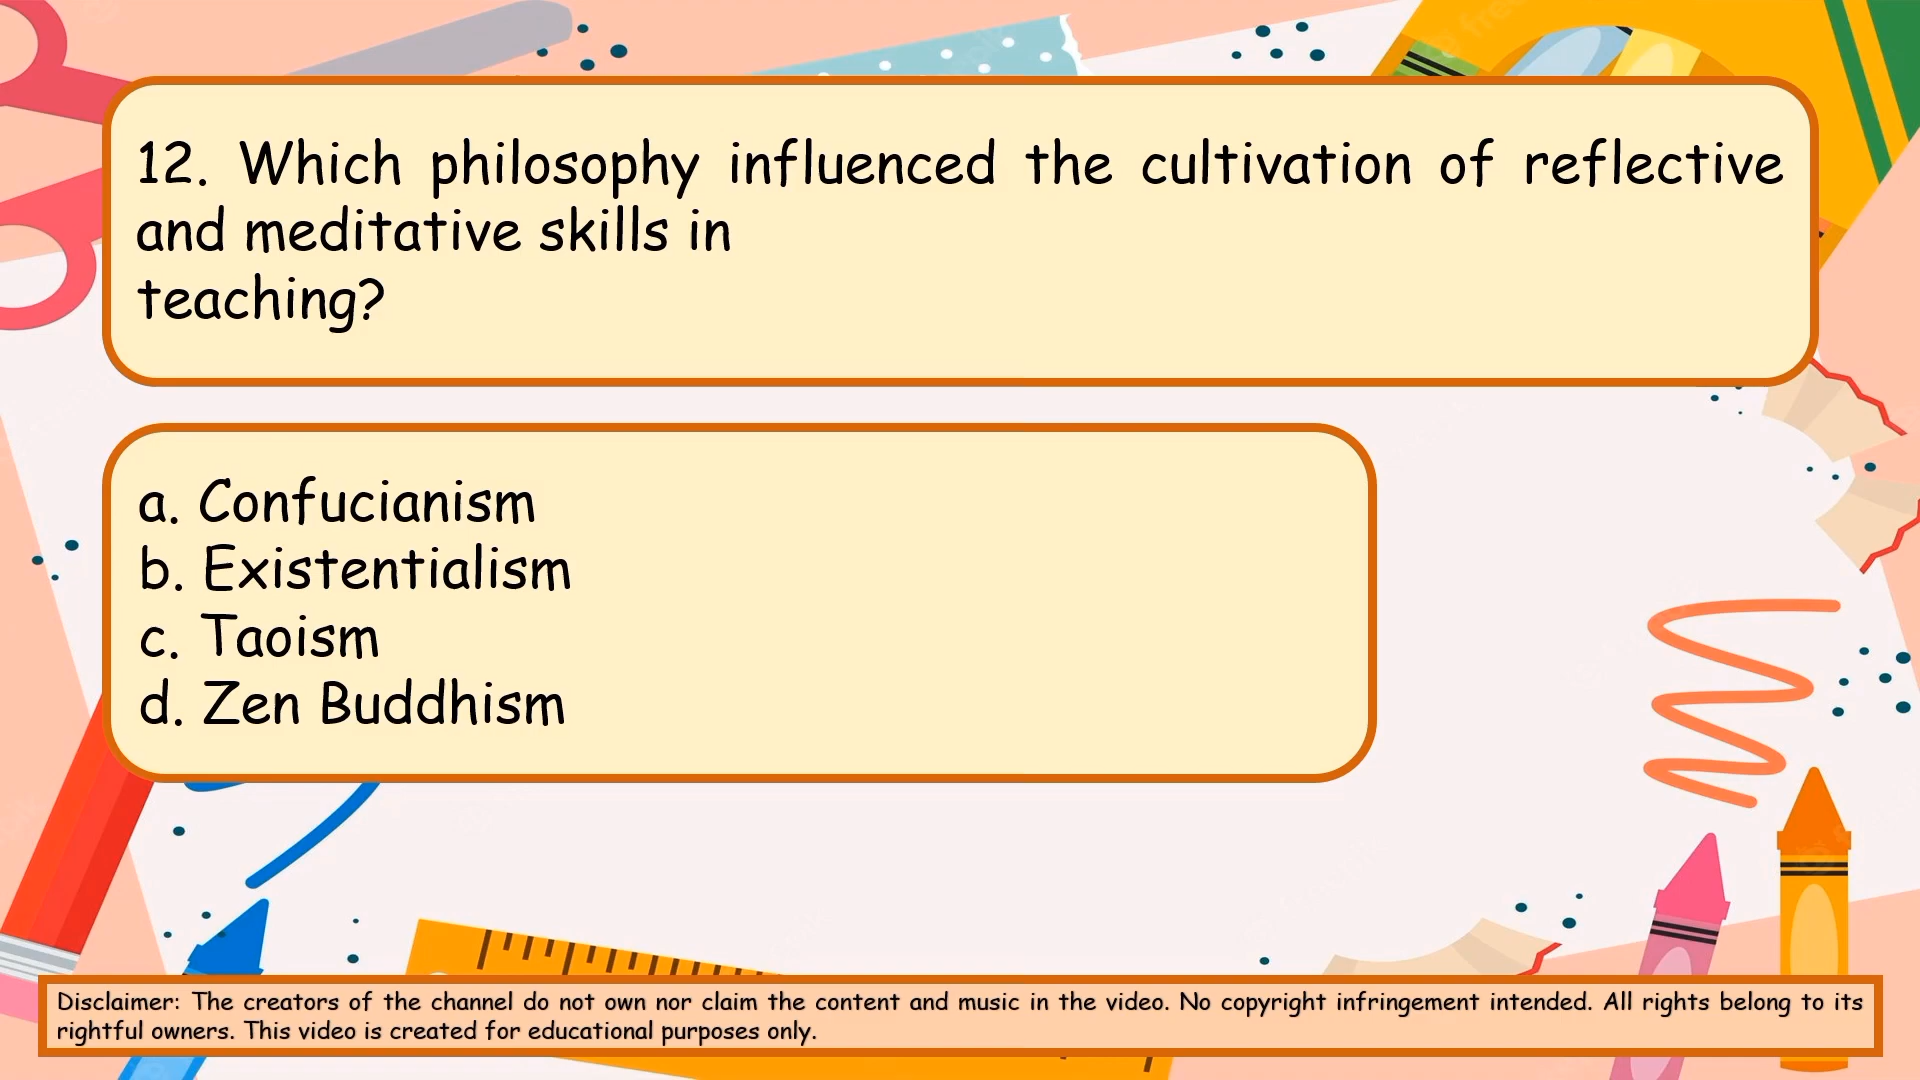 12. Which philosophy influenced the cultivation of reflective
and meditative skills in
teaching?
a. Confucianism
b. Existentialism
c. Taoism
d. Zen Buddhism
Disclaimer: The creators of the channel do not own nor claim the content and music in the video. No copyright infringement intended. All rights belong to its
rightful owners. This video is created for educational purposes only.